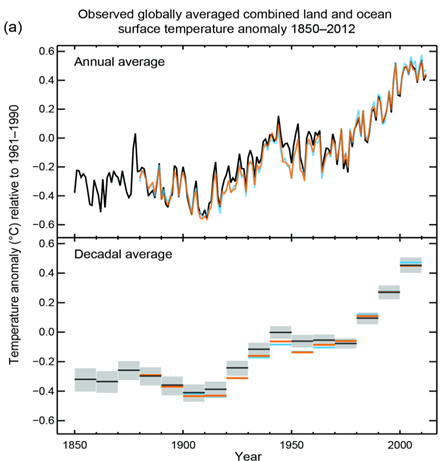 Observed globally averaged combined land and ocean
surface temperature anomaly 1850–2012
(a)
Annual average
0.6
0.4
0.2
0.0
−0.2
−0.4
−0.6
Temperature anomaly (°C) relative to 1961–1990
Decadal average
0.6
0.4
0.2
0.0
−0.2
−0.4
−0.6
1850
1900
1950
2000
Year